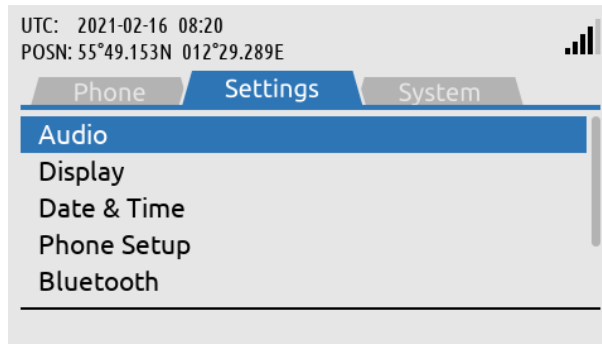 UTC: 2021-02-16 08:20
POSN: 55°49.153N 012°29.289E
Phone Settings System
Audio
Display
Date & Time
Phone Setup
Bluetooth